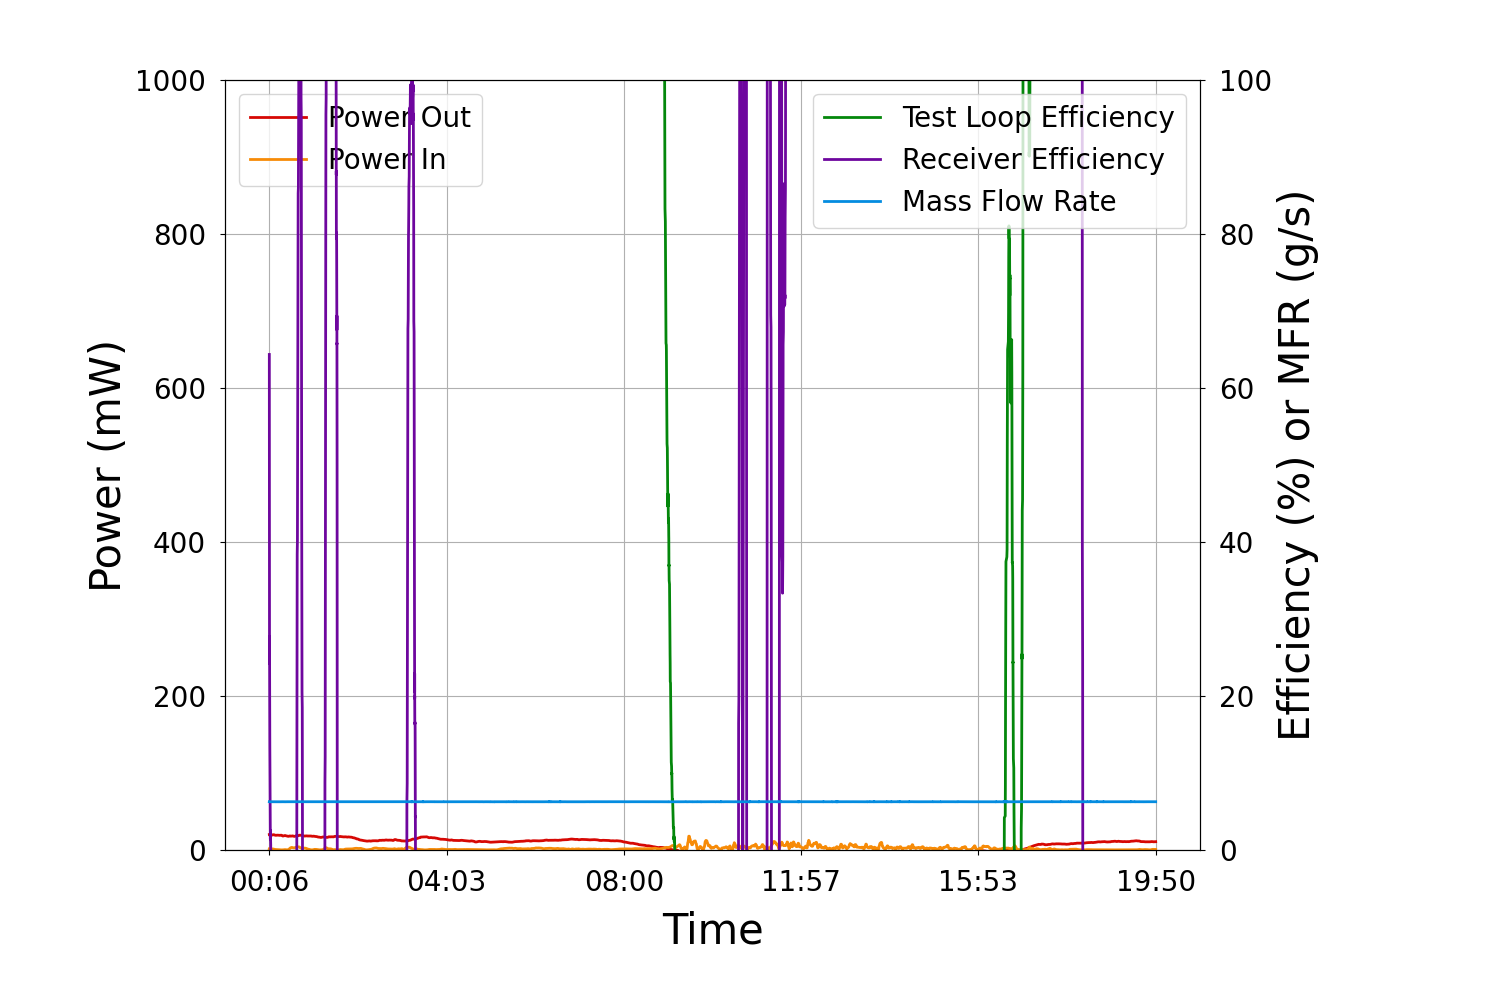 1000
800
600
400
200
0
Power (mW)
Power Out
Power In
Test Loop Efficiency
Receiver Efficiency
Mass Flow Rate
100
80
60
40
20
0
Efficiency (%) or MFR (g/s)
00:06 04:03 08:00 11:57 15:53 19:50
Time